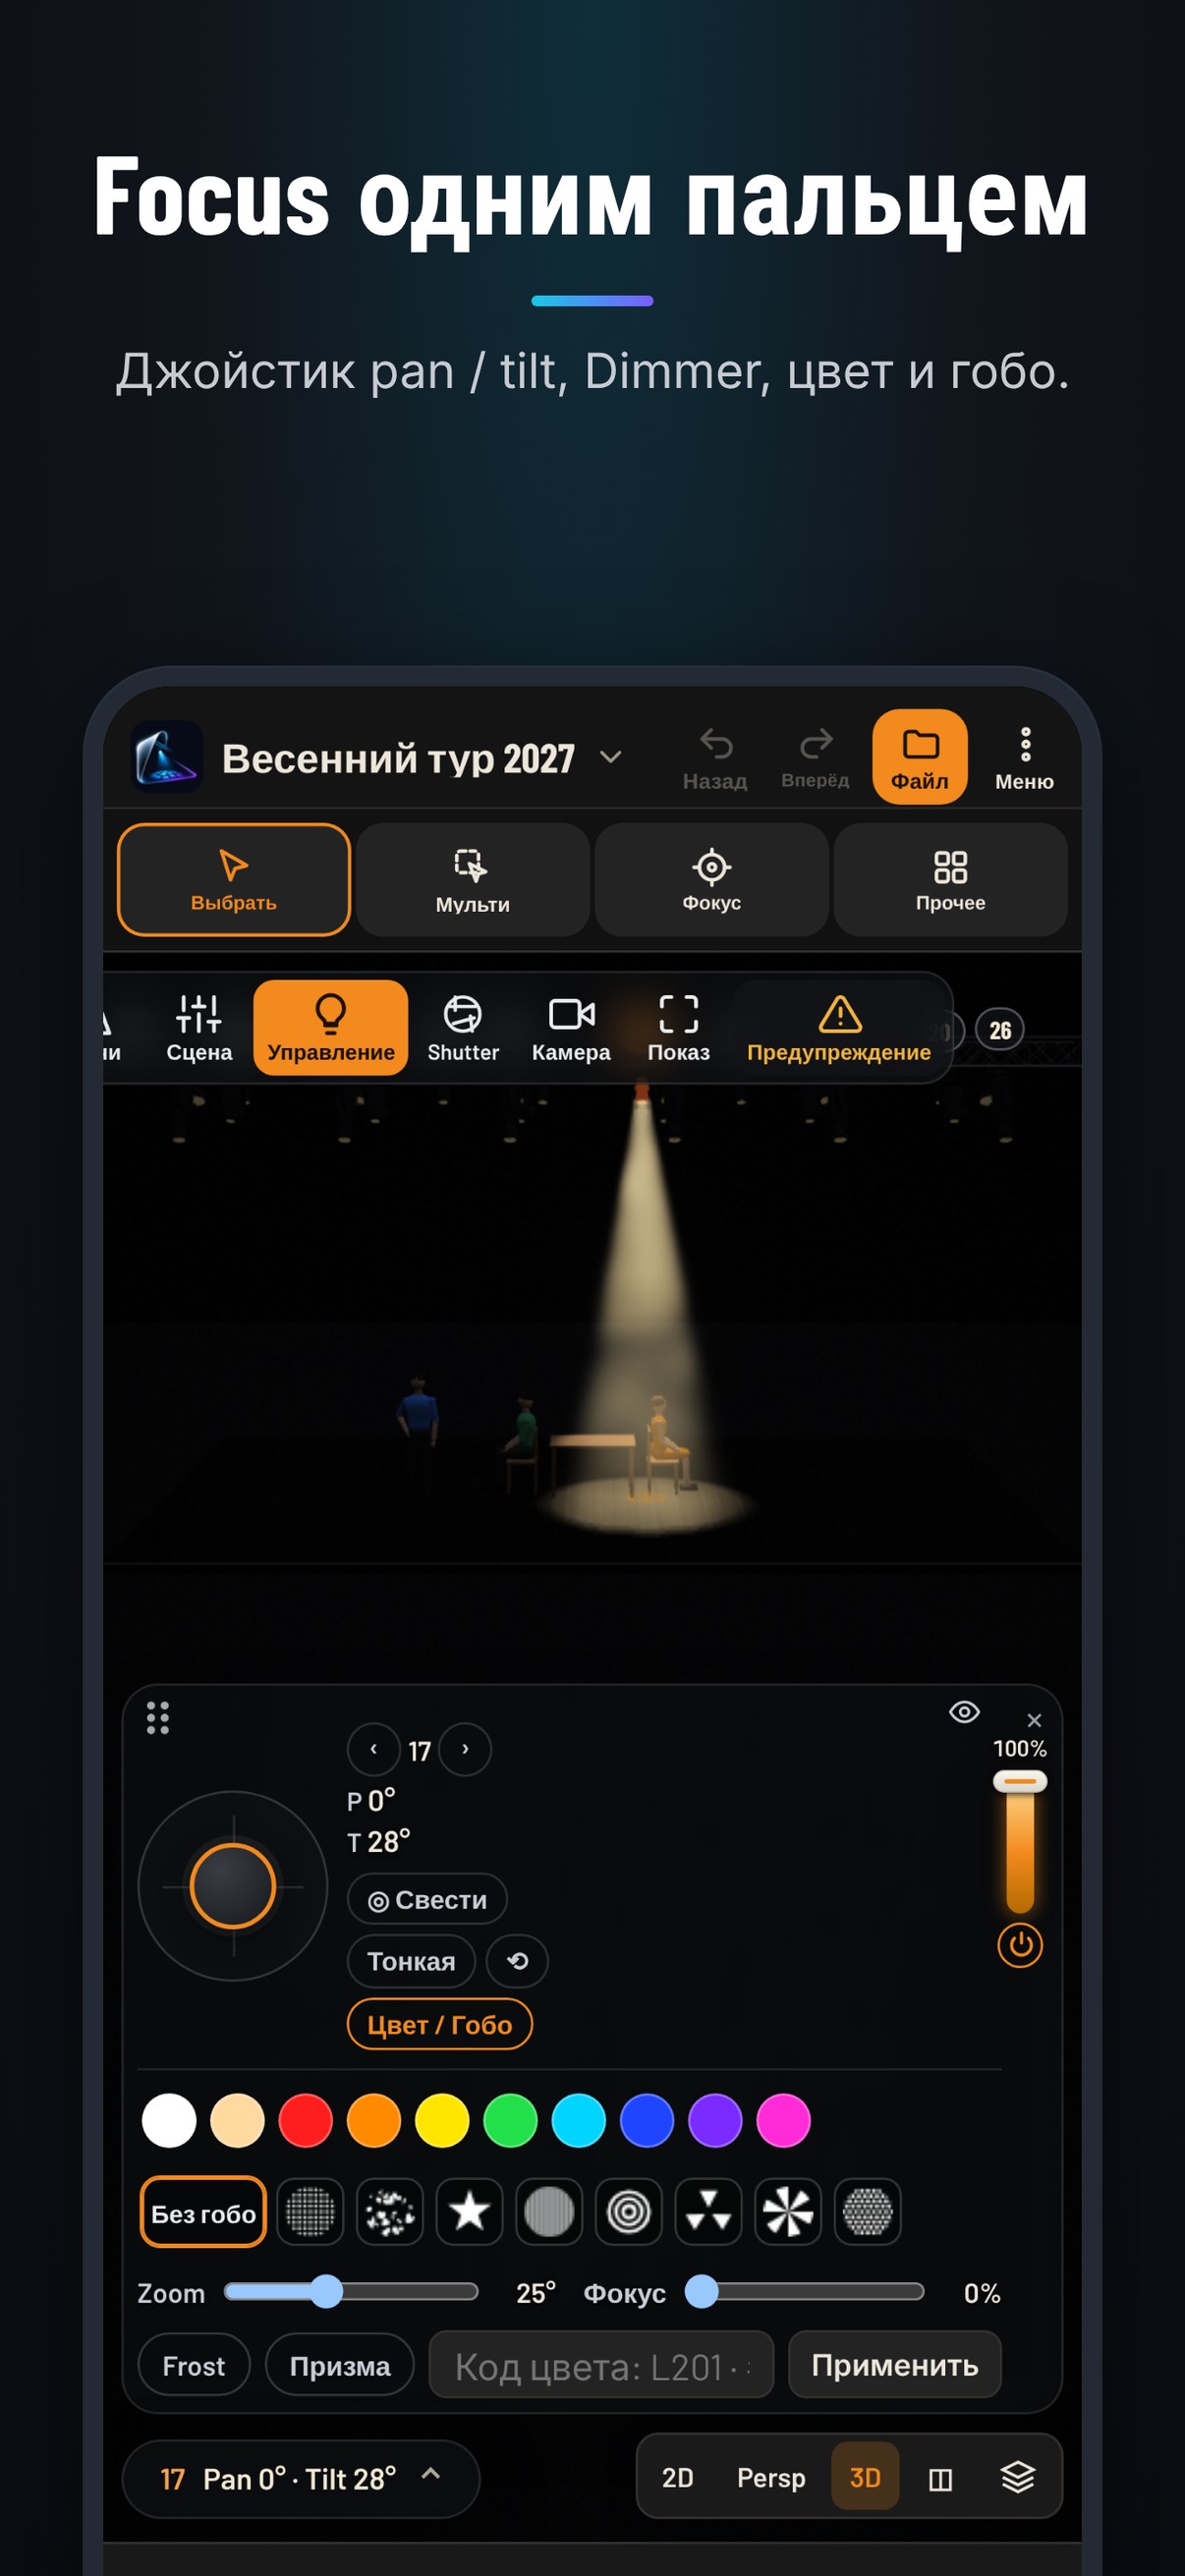 Focus одним пальцем
Джойстик pan / tilt, Dimmer, цвет и гобо.
Весенний тур 2027
Назад
Вперёд
Файл
Меню
Выбрать
Мульти
Фокус
Прочее
Сцена
Управление
Shutter
Камера
Показ
Предупреждение
20
26
100%
‹ 17 ›
P 0°
T 28°
◎ Свести
Тонкая
Цвет / Гобо
Без гобо
Zoom 25° Фокус 0%
Frost Призма Код цвета: L201 · Применить
17 Pan 0° · Tilt 28°
2D Persp 3D